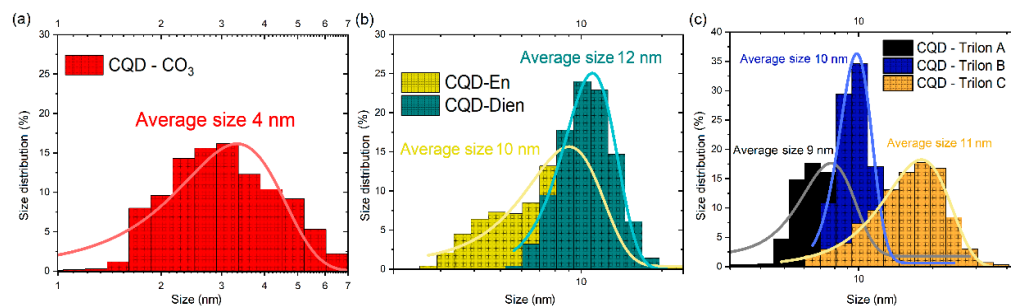 (a)
1 2 3 4 5 6 7
30
25
20
15
10
5
0
Size distribution (%)
CQD - CO3
Average size 4 nm
1 2 3 4 5 6 7
Size (nm)
(b)
10
30
25
20
15
10
5
0
Size distribution (%)
Average size 12 nm
CQD-En
CQD-Dien
Average size 10 nm
10
Size (nm)
(c)
10
40
35
30
25
20
15
10
5
0
Size distribution (%)
CQD - Trilon A
CQD - Trilon B
CQD - Trilon C
Average size 10 nm
Average size 9 nm
Average size 11 nm
10
Size (nm)